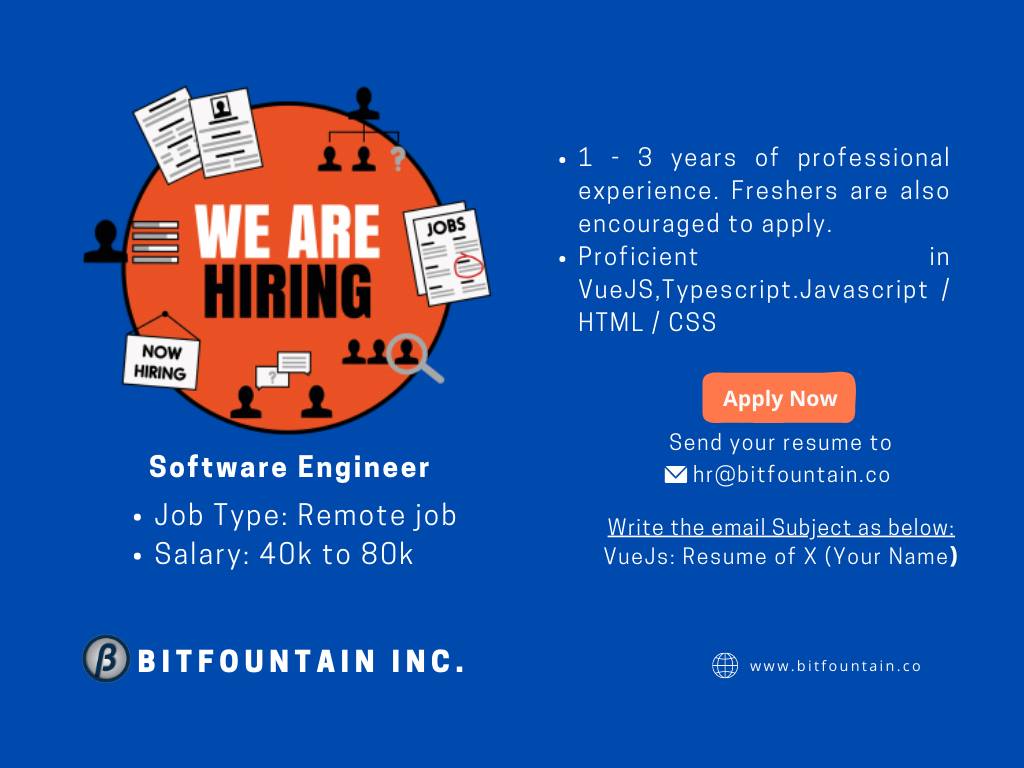 WE ARE
HIRING
JOBS
NOW
HIRING
?
?
Software Engineer
• Job Type: Remote job
• Salary: 40k to 80k
• 1 - 3 years of professional
experience. Freshers are also
encouraged to apply.
• Proficient in
VueJS,Typescript.Javascript /
HTML / CSS
Apply Now
Send your resume to
hr@bitfountain.co
Write the email Subject as below:
VueJs: Resume of X (Your Name)
β BITFOUNTAIN INC.
www.bitfountain.co